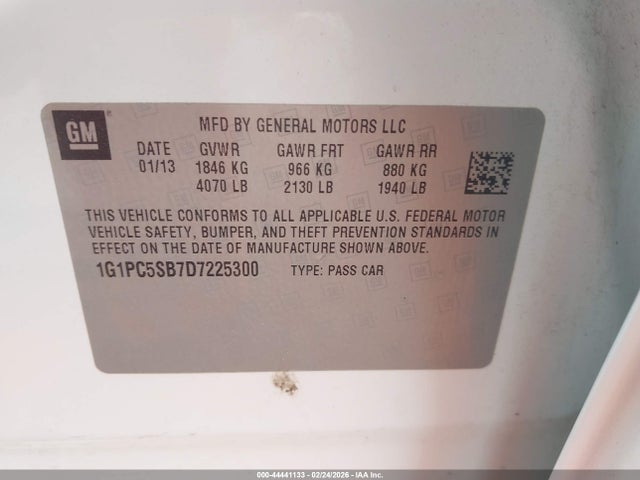 GM
MFD BY GENERAL MOTORS LLC
DATE GVWR GAWR FRT GAWR RR
01/13 1846 KG 966 KG 880 KG
4070 LB 2130 LB 1940 LB
THIS VEHICLE CONFORMS TO ALL APPLICABLE U.S. FEDERAL MOTOR
VEHICLE SAFETY, BUMPER, AND THEFT PREVENTION STANDARDS IN
EFFECT ON THE DATE OF MANUFACTURE SHOWN ABOVE.
1G1PC5SB7D7225300 TYPE: PASS CAR
000-44441133 - 02/24/2026 - IAA Inc.